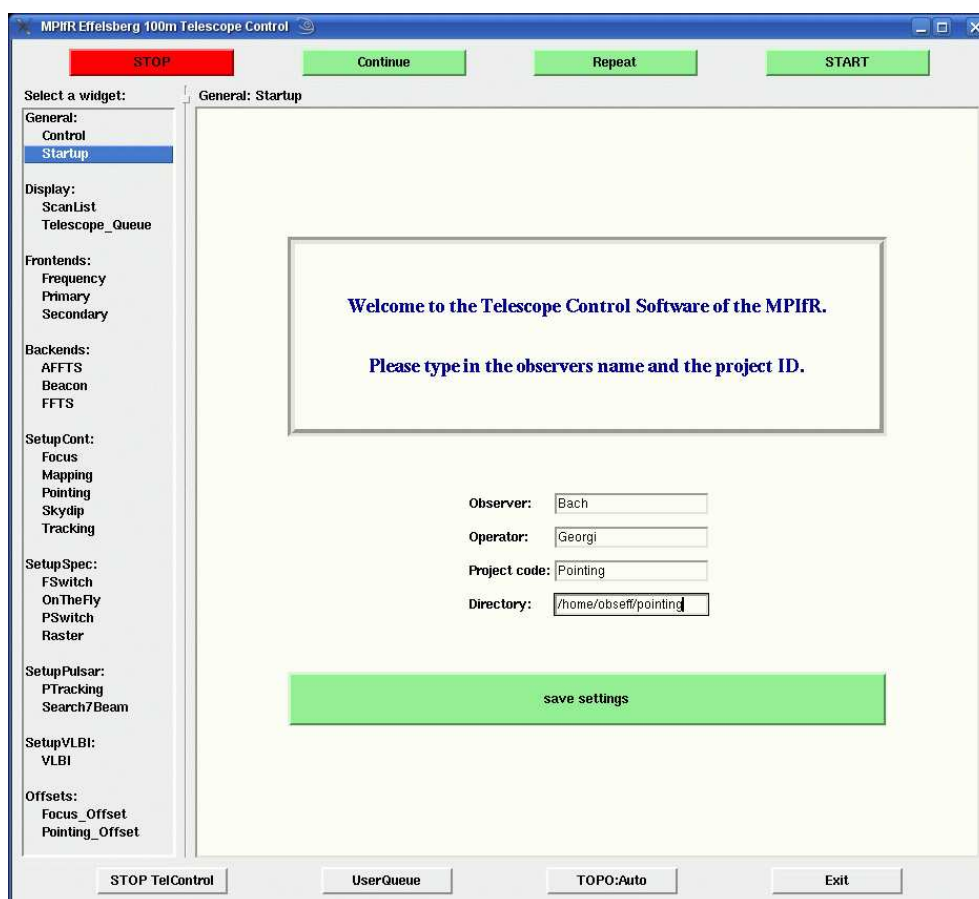 MPIfR Effelsberg 100m Telescope Control
STOP
Continue
Repeat
START
Select a widget:
General: Startup
General:
Control
Startup
Display:
ScanList
Telescope_Queue
Frontends:
Frequency
Primary
Secondary
Backends:
AFFTS
Beacon
FFTS
SetupCont:
Focus
Mapping
Pointing
Skydip
Tracking
SetupSpec:
FSwitch
OnTheFly
PSwitch
Raster
SetupPulsar:
PTracking
Search7Beam
SetupVLBI:
VLBI
Offsets:
Focus_Offset
Pointing_Offset
Welcome to the Telescope Control Software of the MPIfR.
Please type in the observers name and the project ID.
Observer: Bach
Operator: Georgi
Project code: Pointing
Directory: /home/obseff/pointing
save settings
STOP TelControl
UserQueue
TOPO:Auto
Exit